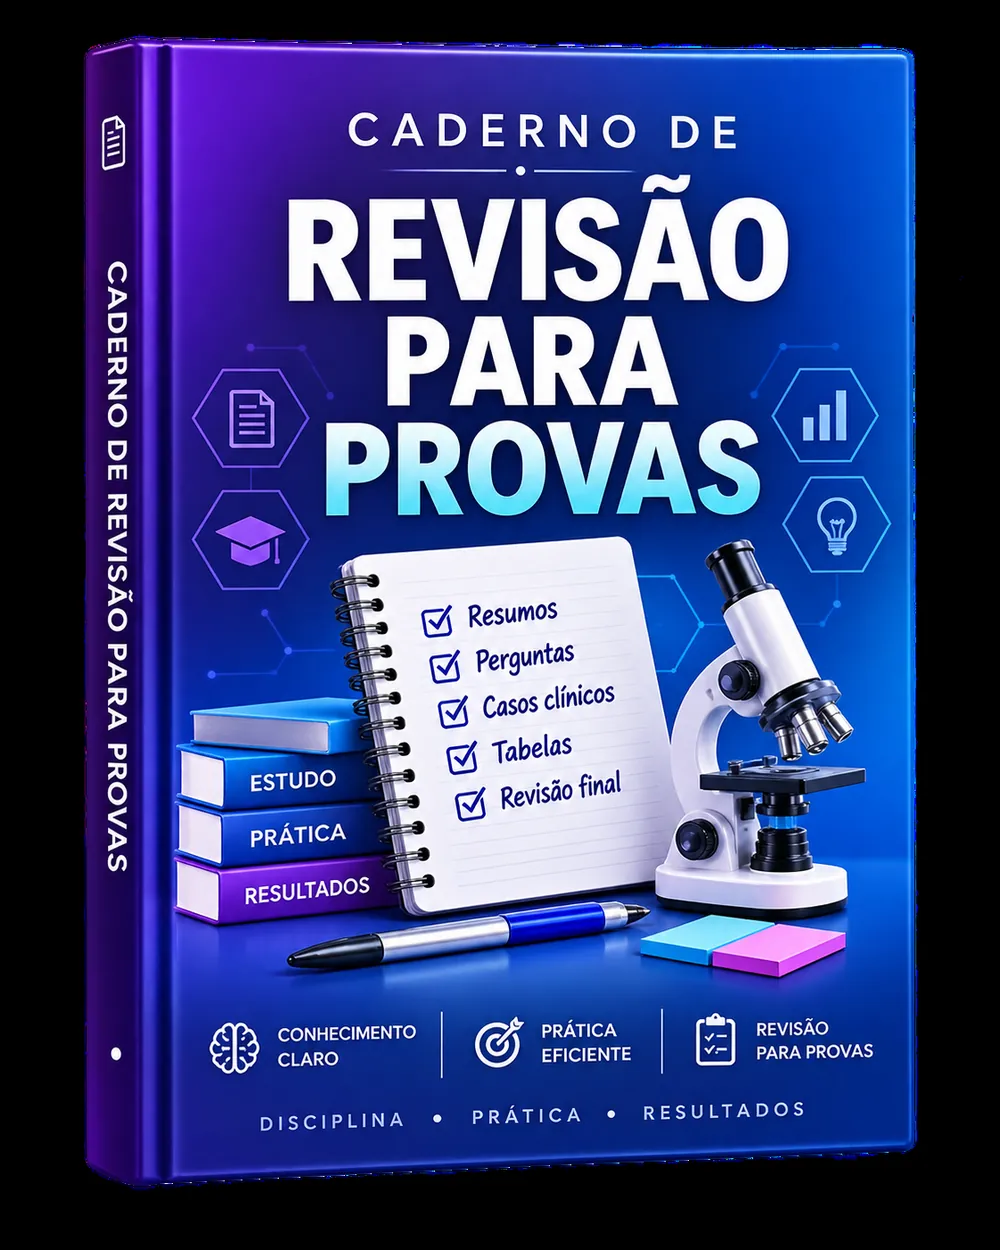 CADERNO DE REVISÃO PARA PROVAS
CADERNO DE
REVISÃO
PARA
PROVAS
Resumos
Perguntas
Casos clínicos
Tabelas
Revisão final
ESTUDO
PRÁTICA
RESULTADOS
CONHECIMENTO
CLARO
PRÁTICA
EFICIENTE
REVISÃO
PARA PROVAS
DISCIPLINA • PRÁTICA • RESULTADOS